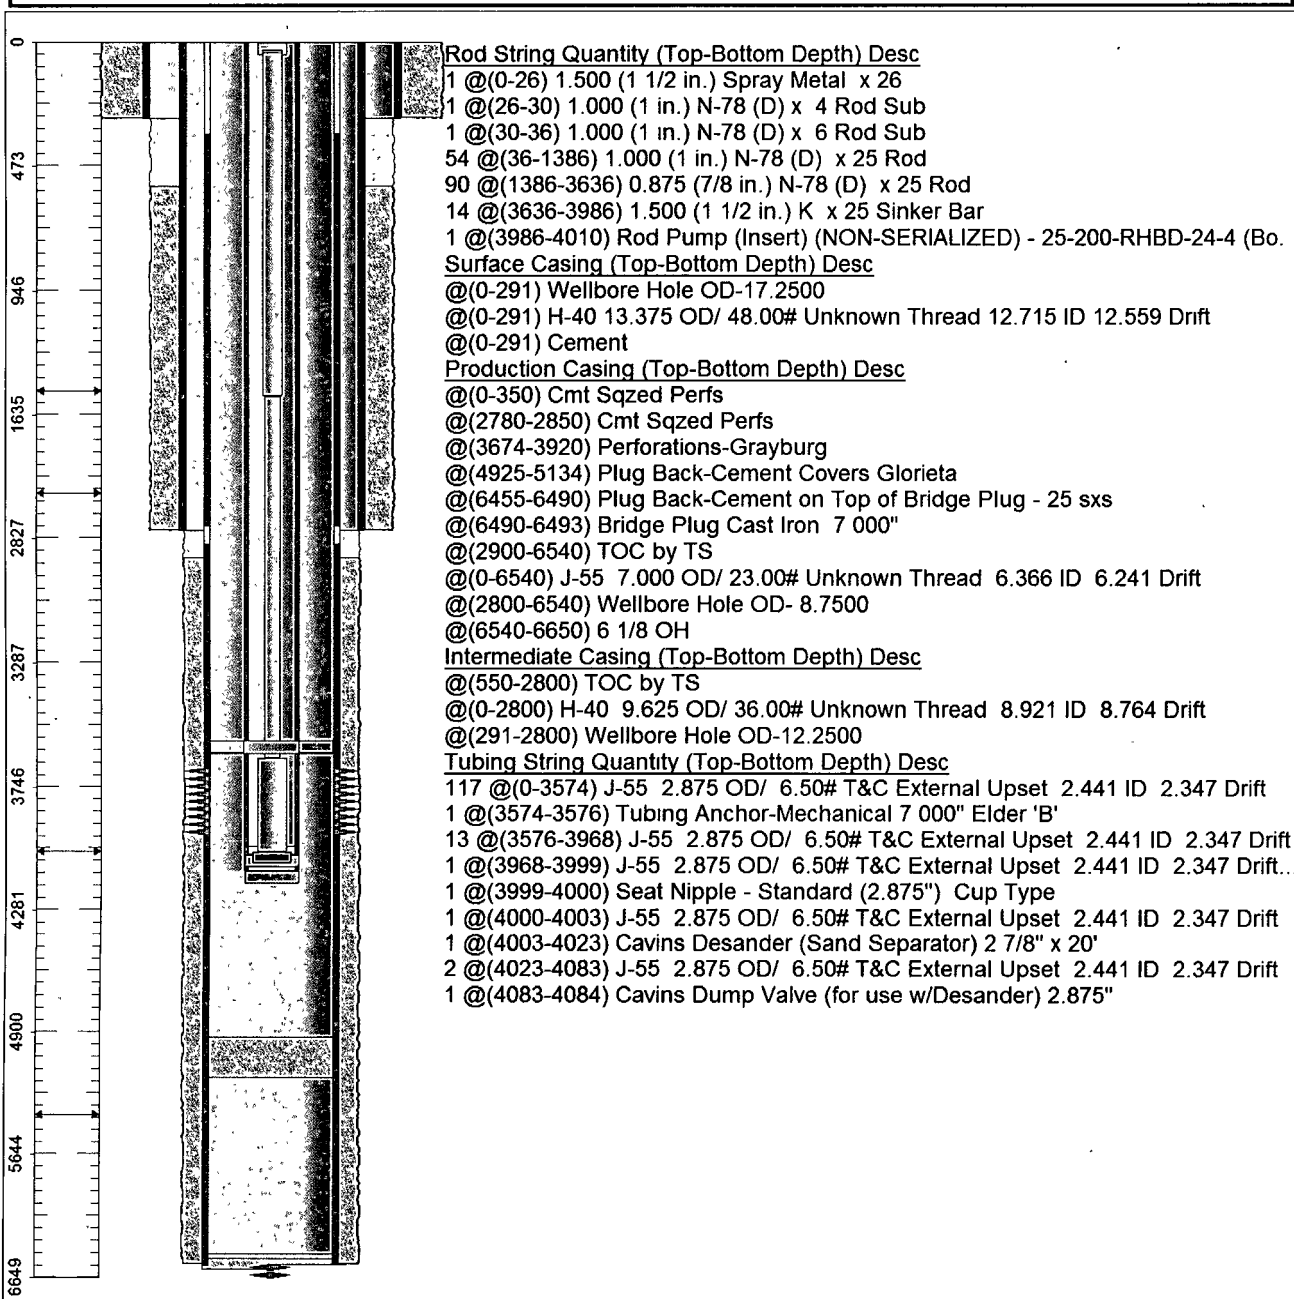 0
473
946
1635
2827
3287
3746
4281
4900
5644
6649
Rod String Quantity (Top-Bottom Depth) Desc
1 @(0-26) 1.500 (1 1/2 in.) Spray Metal x 26
1 @(26-30) 1.000 (1 in.) N-78 (D) x 4 Rod Sub
1 @(30-36) 1.000 (1 in.) N-78 (D) x 6 Rod Sub
54 @(36-1386) 1.000 (1 in.) N-78 (D) x 25 Rod
90 @(1386-3636) 0.875 (7/8 in.) N-78 (D) x 25 Rod
14 @(3636-3986) 1.500 (1 1/2 in.) K x 25 Sinker Bar
1 @(3986-4010) Rod Pump (Insert) (NON-SERIALIZED) - 25-200-RHBD-24-4 (Bo.
Surface Casing (Top-Bottom Depth) Desc
@(0-291) Wellbore Hole OD-17.2500
@(0-291) H-40 13.375 OD/ 48.00# Unknown Thread 12.715 ID 12.559 Drift
@(0-291) Cement
Production Casing (Top-Bottom Depth) Desc
@(0-350) Cmt Sqzed Perfs
@(2780-2850) Cmt Sqzed Perfs
@(3674-3920) Perforations-Grayburg
@(4925-5134) Plug Back-Cement Covers Glorieta
@(6455-6490) Plug Back-Cement on Top of Bridge Plug - 25 sxs
@(6490-6493) Bridge Plug Cast Iron 7 000"
@(2900-6540) TOC by TS
@(0-6540) J-55 7.000 OD/ 23.00# Unknown Thread 6.366 ID 6.241 Drift
@(2800-6540) Wellbore Hole OD- 8.7500
@(6540-6650) 6 1/8 OH
Intermediate Casing (Top-Bottom Depth) Desc
@(550-2800) TOC by TS
@(0-2800) H-40 9.625 OD/ 36.00# Unknown Thread 8.921 ID 8.764 Drift
@(291-2800) Wellbore Hole OD-12.2500
Tubing String Quantity (Top-Bottom Depth) Desc
117 @(0-3574) J-55 2.875 OD/ 6.50# T&C External Upset 2.441 ID 2.347 Drift
1 @(3574-3576) Tubing Anchor-Mechanical 7 000" Elder 'B'
13 @(3576-3968) J-55 2.875 OD/ 6.50# T&C External Upset 2.441 ID 2.347 Drift
1 @(3968-3999) J-55 2.875 OD/ 6.50# T&C External Upset 2.441 ID 2.347 Drift...
1 @(3999-4000) Seat Nipple - Standard (2.875") Cup Type
1 @(4000-4003) J-55 2.875 OD/ 6.50# T&C External Upset 2.441 ID 2.347 Drift
1 @(4003-4023) Cavins Desander (Sand Separator) 2 7/8" x 20'
2 @(4023-4083) J-55 2.875 OD/ 6.50# T&C External Upset 2.441 ID 2.347 Drift
1 @(4083-4084) Cavins Dump Valve (for use w/Desander) 2.875"